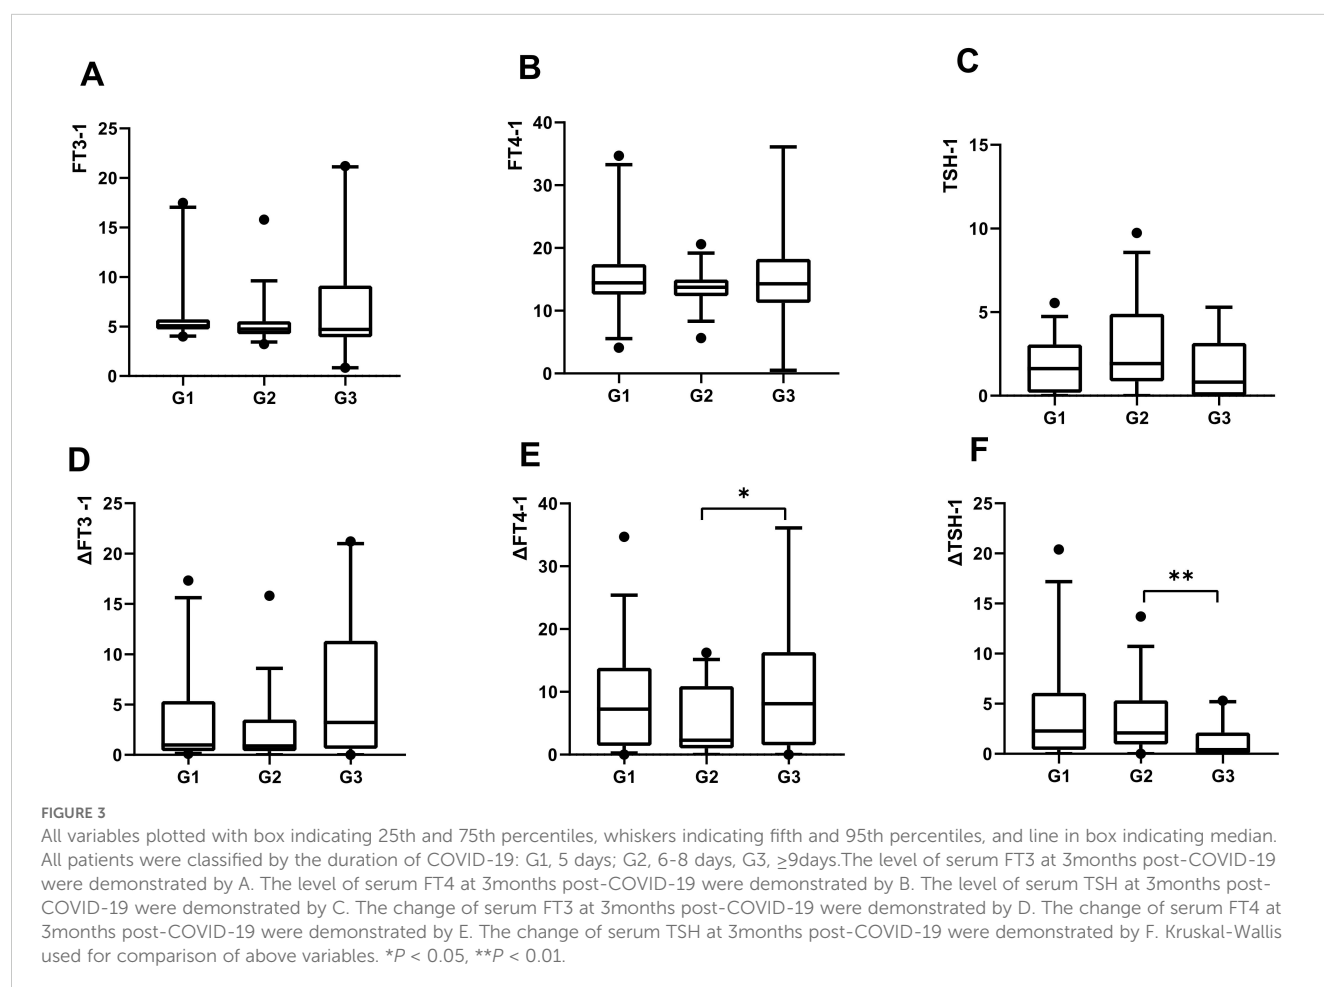 A
FT3-1
25
20
15
10
5
0
G1 G2 G3
B
FT4-1
40
30
20
10
0
G1 G2 G3
C
TSH-1
15
10
5
0
G1 G2 G3
D
ΔFT3 -1
25
20
15
10
5
0
G1 G2 G3
E
ΔFT4-1
40
30
20
10
0
*
G1 G2 G3
F
ΔTSH-1
25
20
15
10
5
0
**
G1 G2 G3
FIGURE 3
All variables plotted with box indicating 25th and 75th percentiles, whiskers indicating fifth and 95th percentiles, and line in box indicating median.
All patients were classified by the duration of COVID-19: G1, 5 days; G2, 6-8 days, G3, ≥9days.The level of serum FT3 at 3months post-COVID-19
were demonstrated by A. The level of serum FT4 at 3months post-COVID-19 were demonstrated by B. The level of serum TSH at 3months post-
COVID-19 were demonstrated by C. The change of serum FT3 at 3months post-COVID-19 were demonstrated by D. The change of serum FT4 at
3months post-COVID-19 were demonstrated by E. The change of serum TSH at 3months post-COVID-19 were demonstrated by F. Kruskal-Wallis
used for comparison of above variables. *P < 0.05, **P < 0.01.